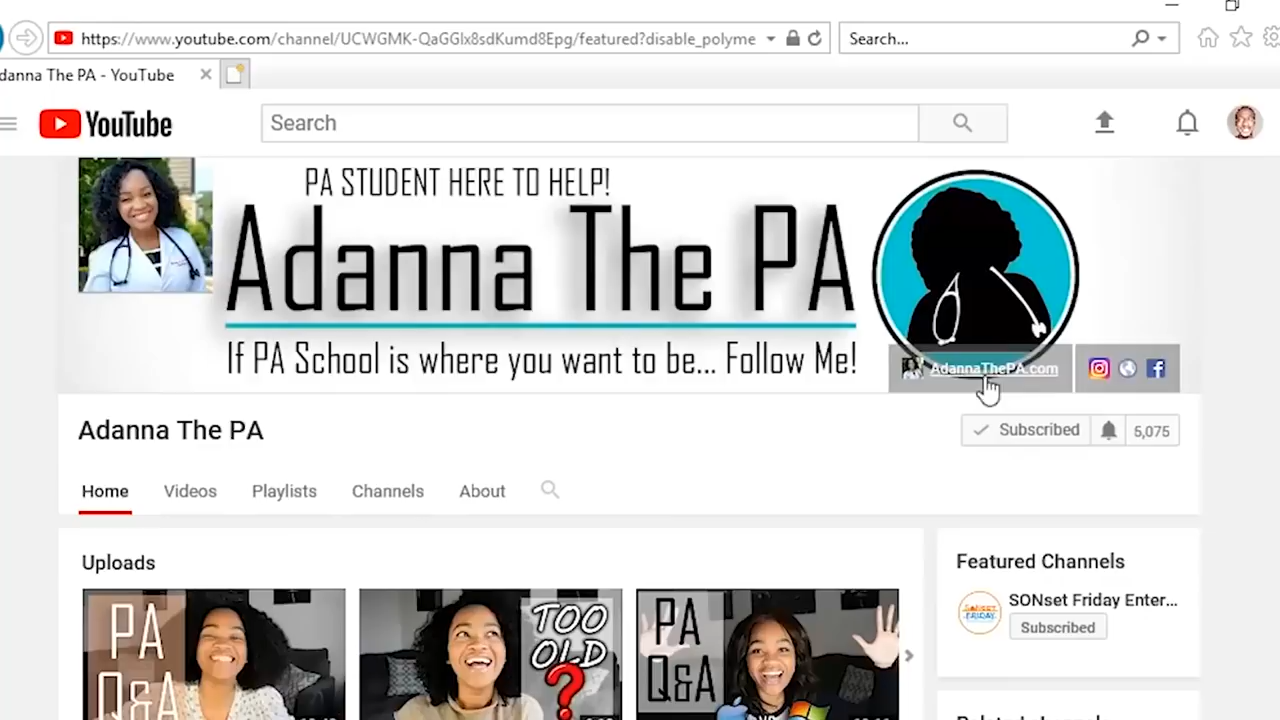 https://www.youtube.com/channel/UCWGMK-QaGGlx8sdKumd8Epg/featured?disable_polyme
Search...
danna The PA - YouTube
YouTube
Search
PA STUDENT HERE TO HELP!
Adanna The PA
If PA School is where you want to be... Follow Me!
AdannaThePA.com
Adanna The PA
Subscribed
5,075
Home
Videos
Playlists
Channels
About
Uploads
Featured Channels
SONset Friday Enter...
Subscribed
PA
Q&A
TOO
OLD
?
PA
Q&A